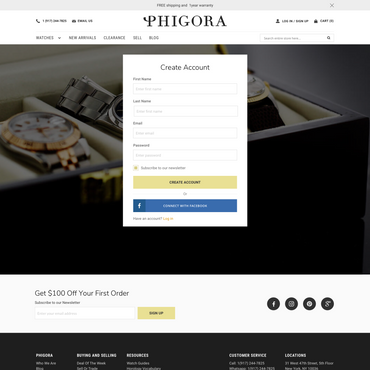 FREE shipping and 1year warranty
1 (917) 244-7825
EMAIL US
PHIGORA
LOG IN / SIGN UP
CART (0)
WATCHES
NEW ARRIVALS
CLEARANCE
SELL
BLOG
Search entire store here...
Create Account
First Name
Enter first name
Last Name
Enter first name
Email
Enter email
Password
Enter password
Subscribe to our newsletter
CREATE ACCOUNT
Or
CONNECT WITH FACEBOOK
Have an account? Log in
Get $100 Off Your First Order
Subscribe to our Newsletter
Enter your email address
SIGN UP
PHIGORA
BUYING AND SELLING
RESOURCES
CUSTOMER SERVICE
LOCATIONS
Who We Are
Deal Of The Week
Watch Guides
Call: 1(917) 244-7825
37 West 47th Street, 5th Floor
Blog
Sell Or Trade
Horology Vocabulary
Whatsapp: 1(917) 244-7825
New York, NY 10036